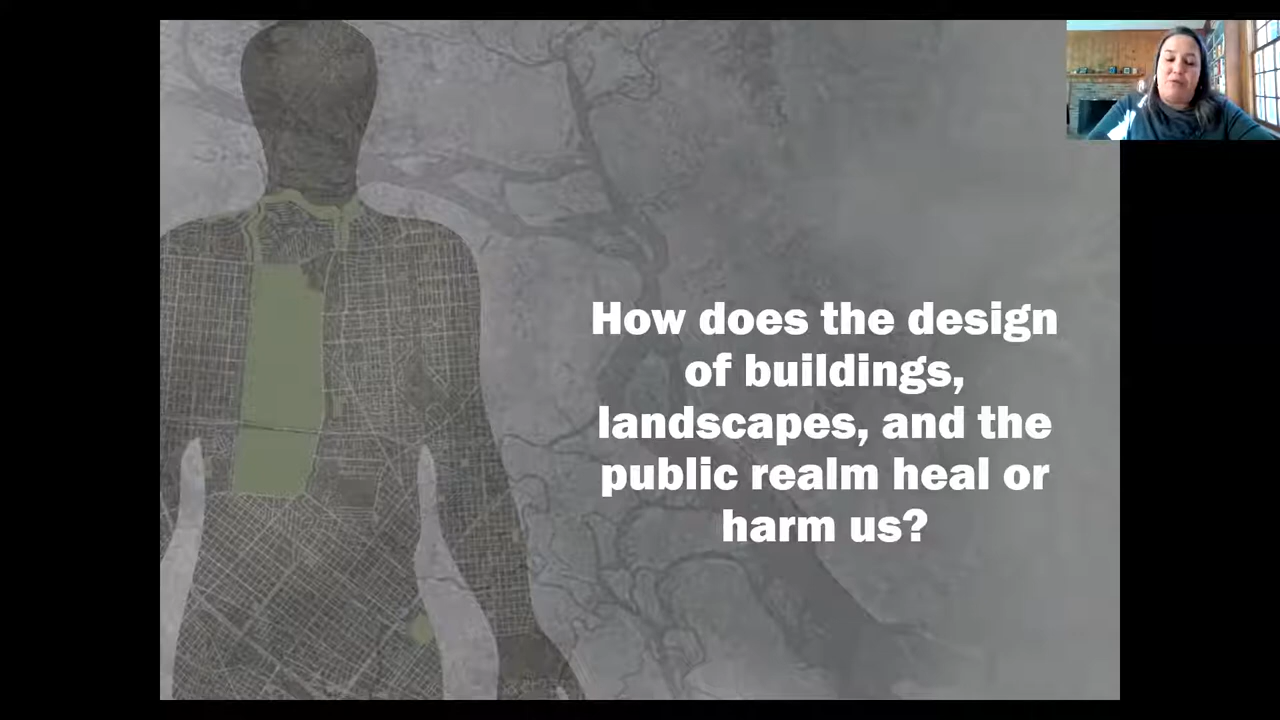 How does the design
of buildings,
landscapes, and the
public realm heal or
harm us?